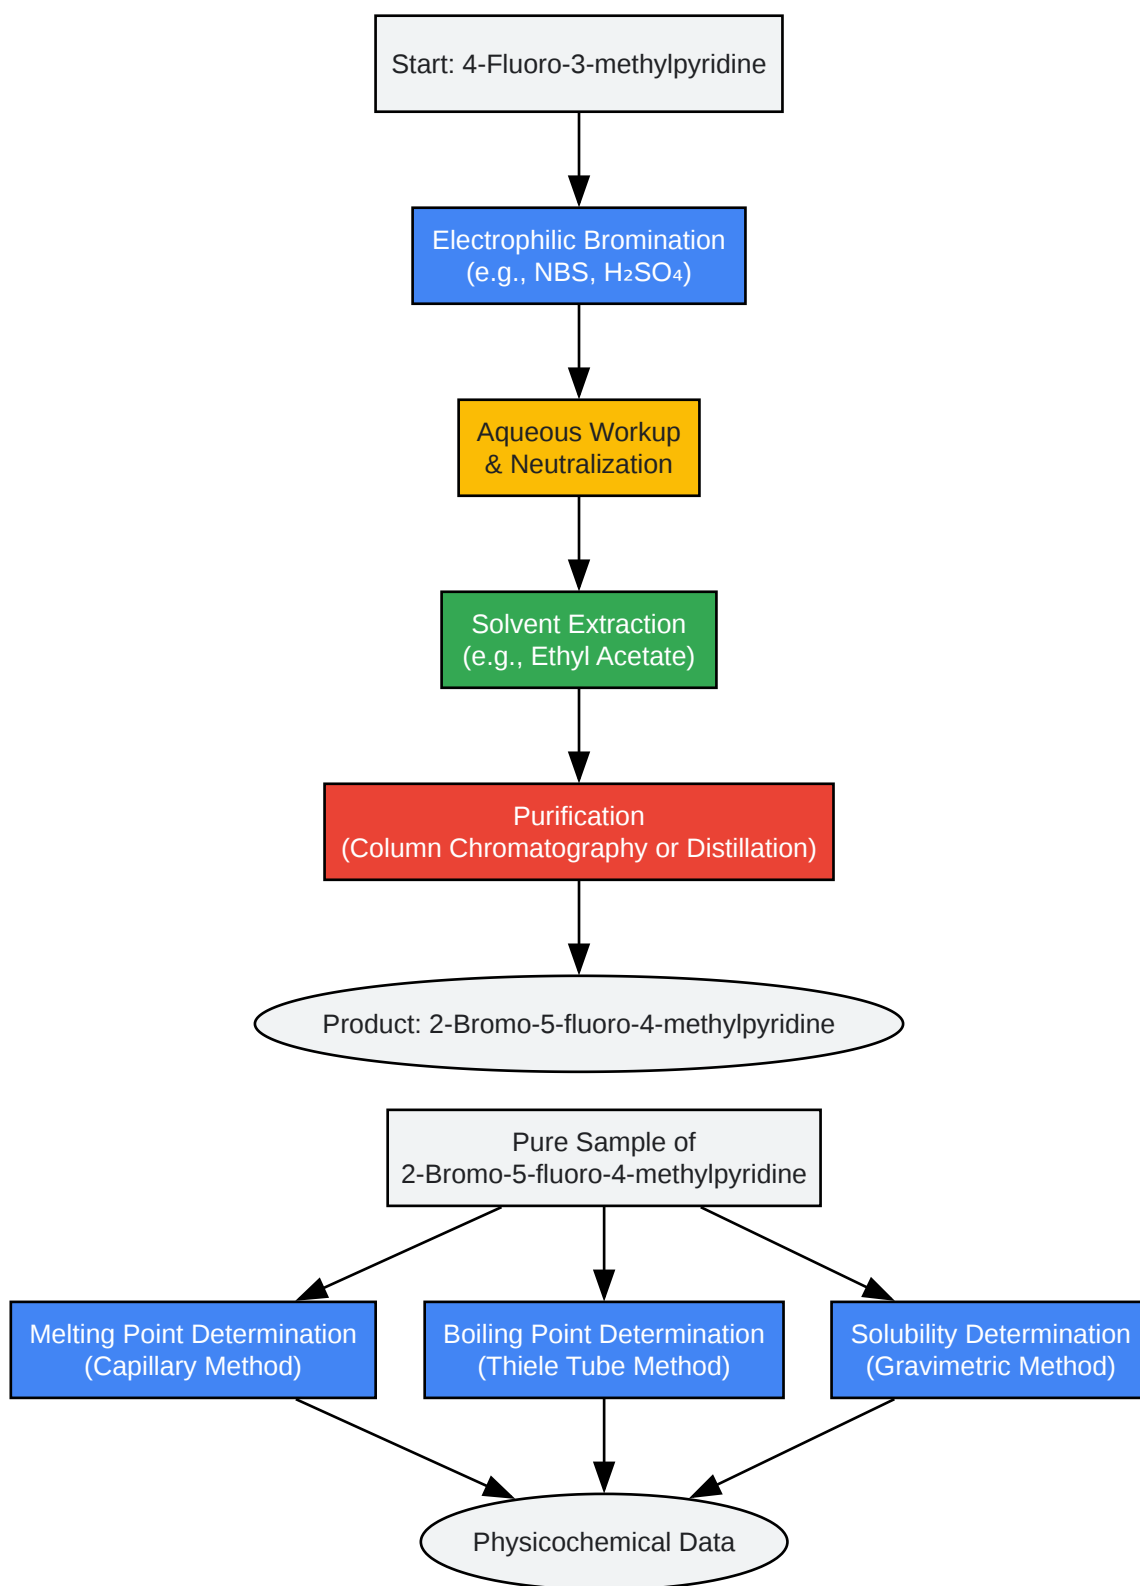 Start: 4-Fluoro-3-methylpyridine
Electrophilic Bromination
(e.g., NBS, H₂SO₄)
Aqueous Workup
& Neutralization
Solvent Extraction
(e.g., Ethyl Acetate)
Purification
(Column Chromatography or Distillation)
Product: 2-Bromo-5-fluoro-4-methylpyridine
Pure Sample of
2-Bromo-5-fluoro-4-methylpyridine
Melting Point Determination
(Capillary Method)
Boiling Point Determination
(Thiele Tube Method)
Solubility Determination
(Gravimetric Method)
Physicochemical Data